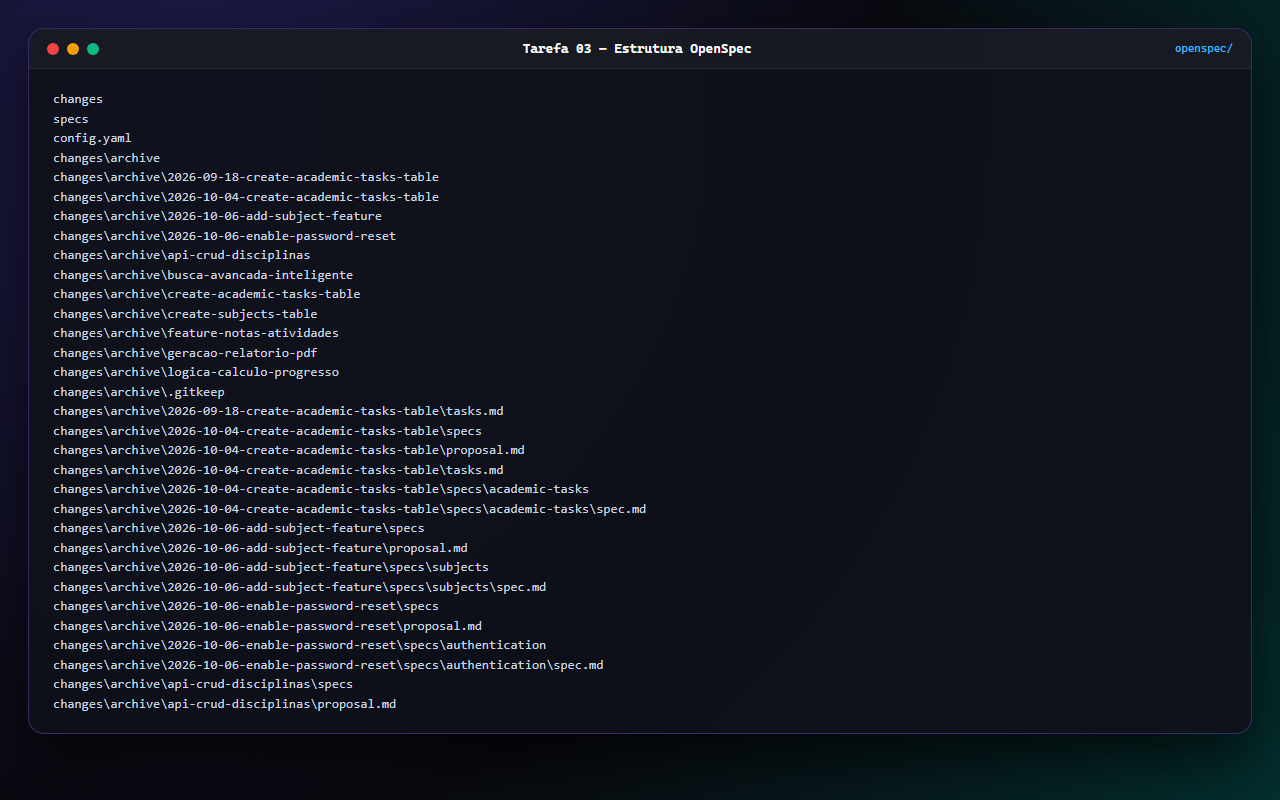 Tarefa 03 — Estrutura OpenSpec
openspec/
changes
specs
config.yaml
changes\archive
changes\archive\2026-09-18-create-academic-tasks-table
changes\archive\2026-10-04-create-academic-tasks-table
changes\archive\2026-10-06-add-subject-feature
changes\archive\2026-10-06-enable-password-reset
changes\archive\api-crud-disciplinas
changes\archive\busca-avancada-inteligente
changes\archive\create-academic-tasks-table
changes\archive\create-subjects-table
changes\archive\feature-notas-atividades
changes\archive\geracao-relatorio-pdf
changes\archive\logica-calculo-progresso
changes\archive\.gitkeep
changes\archive\2026-09-18-create-academic-tasks-table\tasks.md
changes\archive\2026-10-04-create-academic-tasks-table\specs
changes\archive\2026-10-04-create-academic-tasks-table\proposal.md
changes\archive\2026-10-04-create-academic-tasks-table\tasks.md
changes\archive\2026-10-04-create-academic-tasks-table\specs\academic-tasks
changes\archive\2026-10-04-create-academic-tasks-table\specs\academic-tasks\spec.md
changes\archive\2026-10-06-add-subject-feature\specs
changes\archive\2026-10-06-add-subject-feature\proposal.md
changes\archive\2026-10-06-add-subject-feature\specs\subjects
changes\archive\2026-10-06-add-subject-feature\specs\subjects\spec.md
changes\archive\2026-10-06-enable-password-reset\specs
changes\archive\2026-10-06-enable-password-reset\proposal.md
changes\archive\2026-10-06-enable-password-reset\specs\authentication
changes\archive\2026-10-06-enable-password-reset\specs\authentication\spec.md
changes\archive\api-crud-disciplinas\specs
changes\archive\api-crud-disciplinas\proposal.md